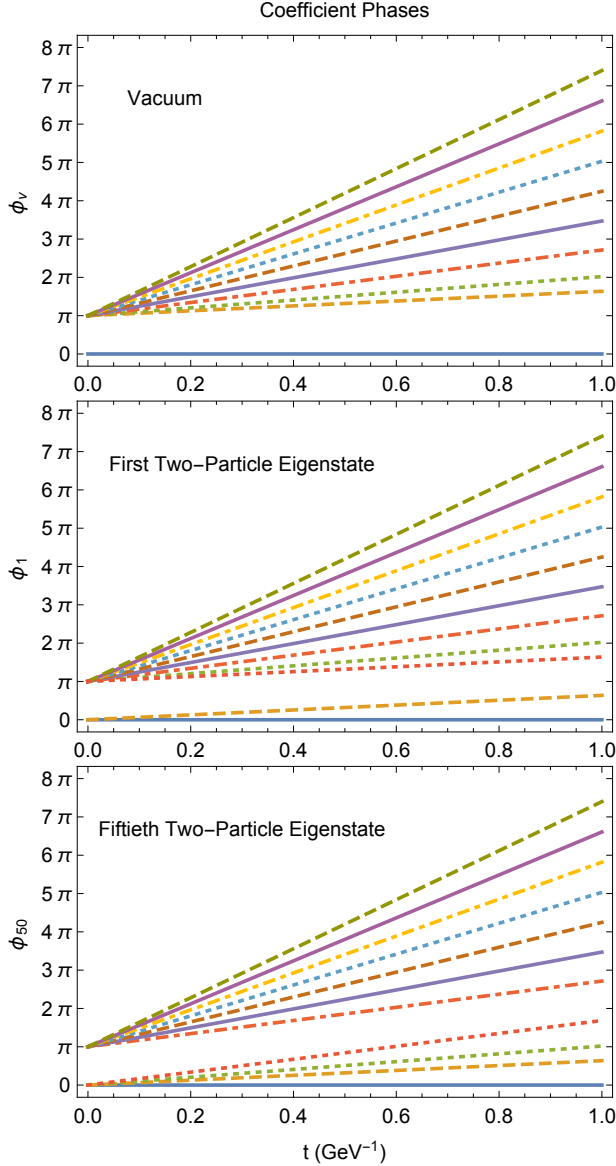 Coefficient Phases
8 π
7 π
6 π
5 π
4 π
3 π
2 π
π
0
ϕv
Vacuum
0.0 0.2 0.4 0.6 0.8 1.0
8 π
7 π
6 π
5 π
4 π
3 π
2 π
π
0
ϕ1
First Two-Particle Eigenstate
0.0 0.2 0.4 0.6 0.8 1.0
8 π
7 π
6 π
5 π
4 π
3 π
2 π
π
0
ϕ50
Fiftieth Two-Particle Eigenstate
0.0 0.2 0.4 0.6 0.8 1.0
t (GeV⁻¹)